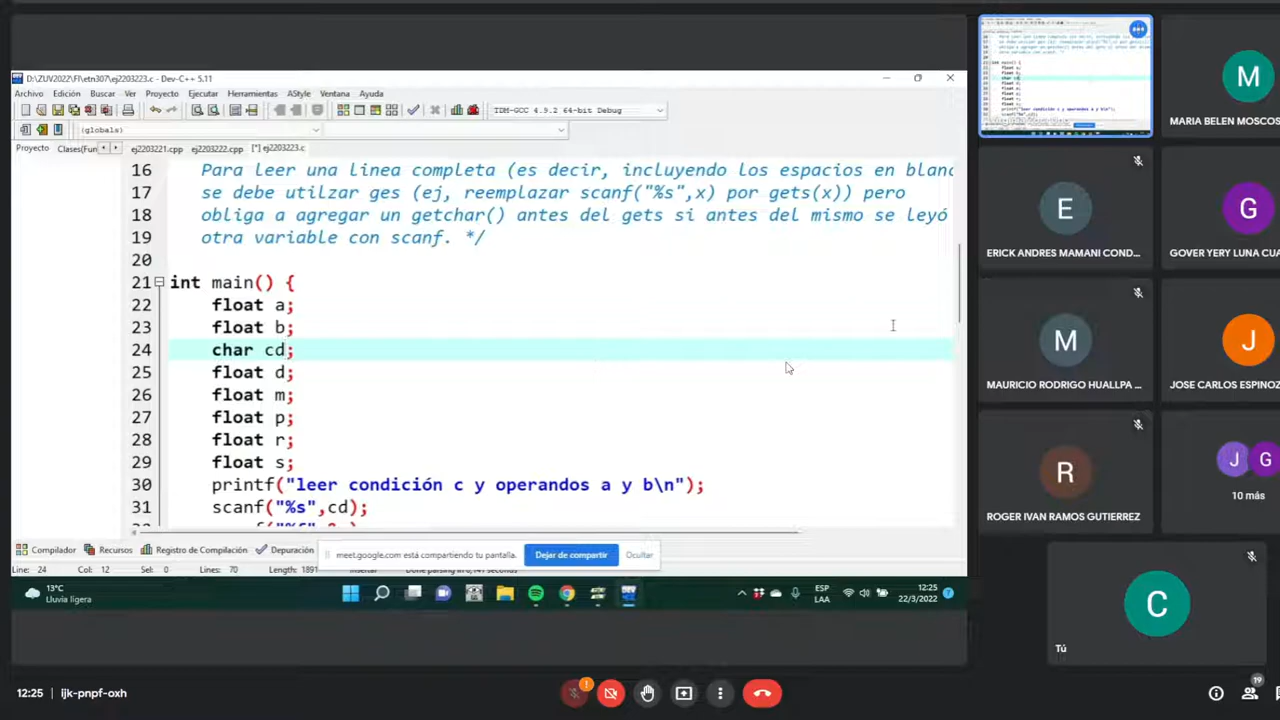 D:\ZUV2022\FI\etn307\ej2203223.c - Dev-C++ 5.11
Archivo Edición Buscar Ver Proyecto Ejecutar Herramientas AStyle Ventana Ayuda
TDM-GCC 4.9.2 64-bit Debug
(globals)
Proyecto Clases(Fun ej2203221.cpp ej2203222.cpp [*] ej2203223.c
16 Para leer una linea completa (es decir, incluyendo los espacios en blanc
17 se debe utilzar ges (ej, reemplazar scanf("%s",x) por gets(x)) pero
18 obliga a agregar un getchar() antes del gets si antes del mismo se leyó
19 otra variable con scanf. */
20
21 int main() {
22 float a;
23 float b;
24 char cd;
25 float d;
26 float m;
27 float p;
28 float r;
29 float s;
30 printf("leer condición c y operandos a y b\n");
31 scanf("%s",cd);
Compilador Recursos Registro de Compilación Depuración
meet.google.com está compartiendo tu pantalla. Dejar de compartir Ocultar
Line: 24 Col: 12 Sel: 0 Lines: 70 Length: 1891
13°C
Lluvia ligera
ESP
LAA
12:25
22/3/2022
7
M
MARIA BELEN MOSCOS
E
ERICK ANDRES MAMANI COND...
G
GOVER YERY LUNA CUA
M
MAURICIO RODRIGO HUALLPA ...
J
JOSE CARLOS ESPINOZ
R
ROGER IVAN RAMOS GUTIERREZ
J G
10 más
C
Tú
12:25 | ijk-pnpf-oxh
!
19